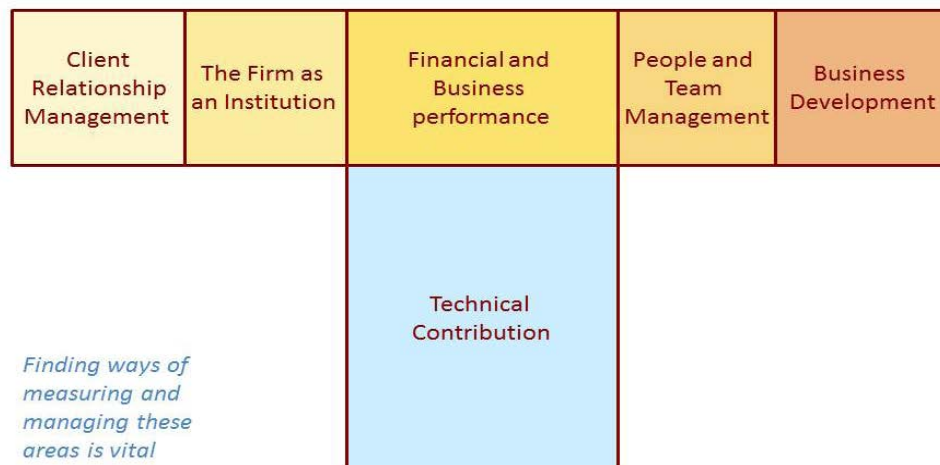 Client
Relationship
Management
The Firm as
an Institution
Financial and
Business
performance
People and
Team
Management
Business
Development
Technical
Contribution
Finding ways of
measuring and
managing these
areas is vital